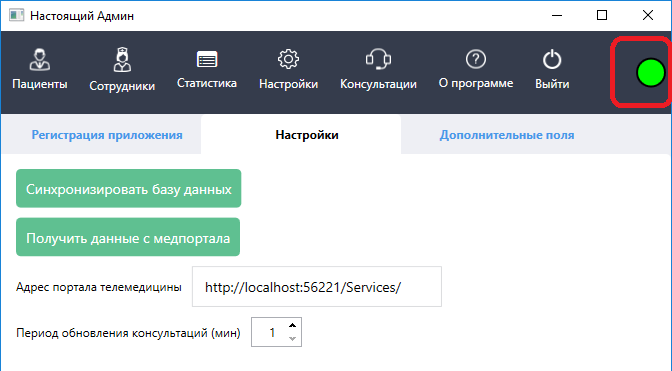 Настоящий Админ
Пациенты Сотрудники Статистика Настройки Консультации О программе Выйти
Регистрация приложения Настройки Дополнительные поля
Синхронизировать базу данных
Получить данные с медпортала
Адрес портала телемедицины http://localhost:56221/Services/
Период обновления консультаций (мин) 1